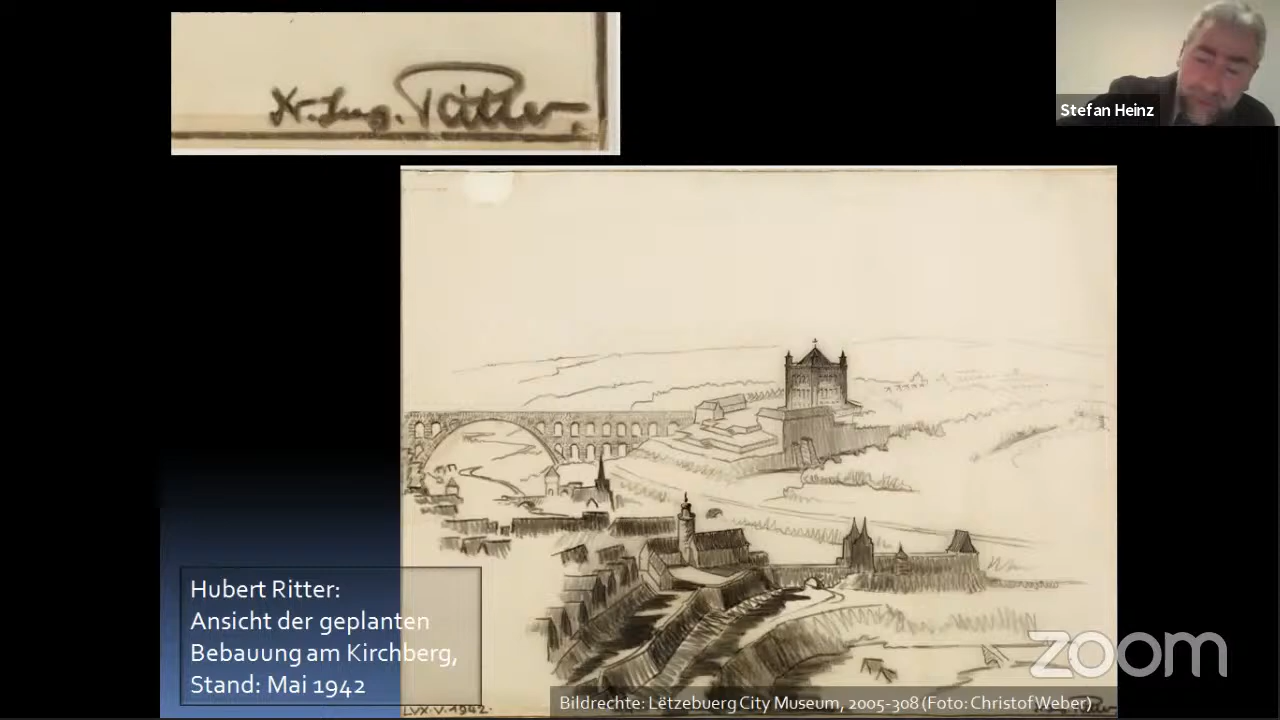 Dr. Ing. Ritter.
Stefan Heinz
Hubert Ritter:
Ansicht der geplanten
Bebauung am Kirchberg,
Stand: Mai 1942
LVX.V.1942.
Bildrechte: Lëtzebuerg City Museum, 2005-308 (Foto: Christof Weber)
zoom